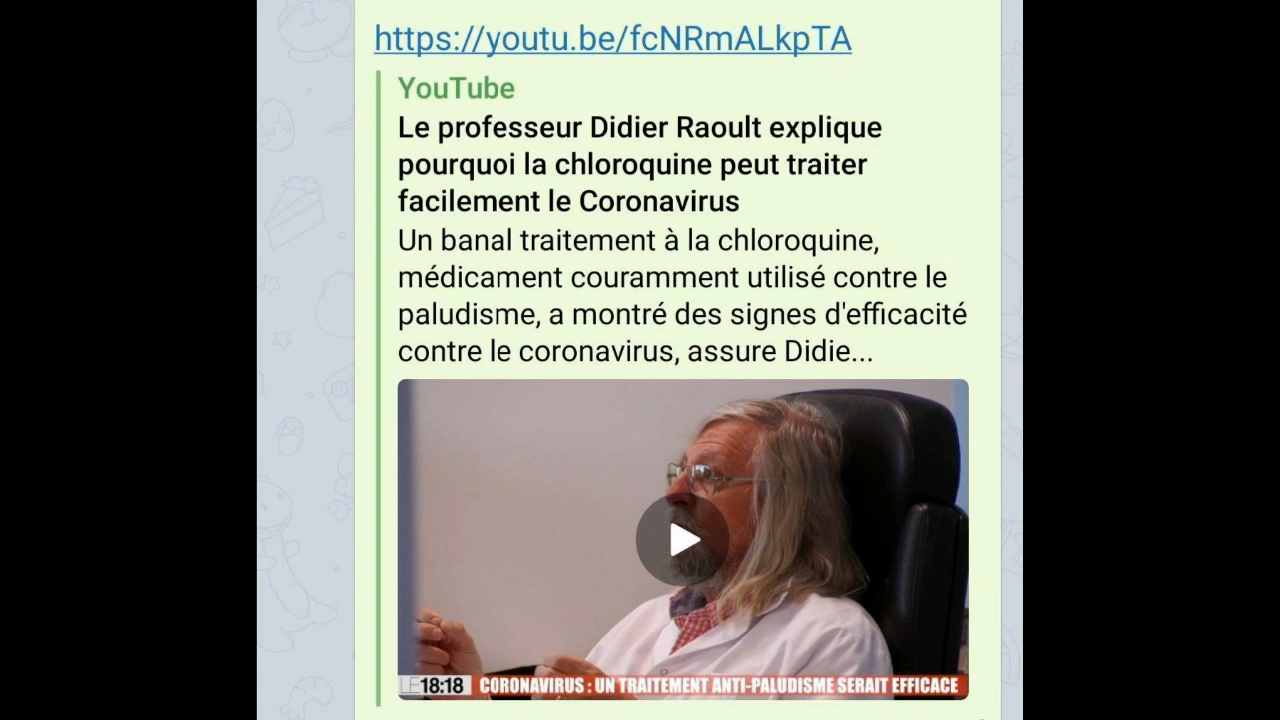 https://youtu.be/fcNRmALkpTA
YouTube
Le professeur Didier Raoult explique
pourquoi la chloroquine peut traiter
facilement le Coronavirus
Un banal traitement à la chloroquine,
médicament couramment utilisé contre le
paludisme, a montré des signes d'efficacité
contre le coronavirus, assure Didie...
LE 18:18 CORONAVIRUS : UN TRAITEMENT ANTI-PALUDISME SERAIT EFFICACE